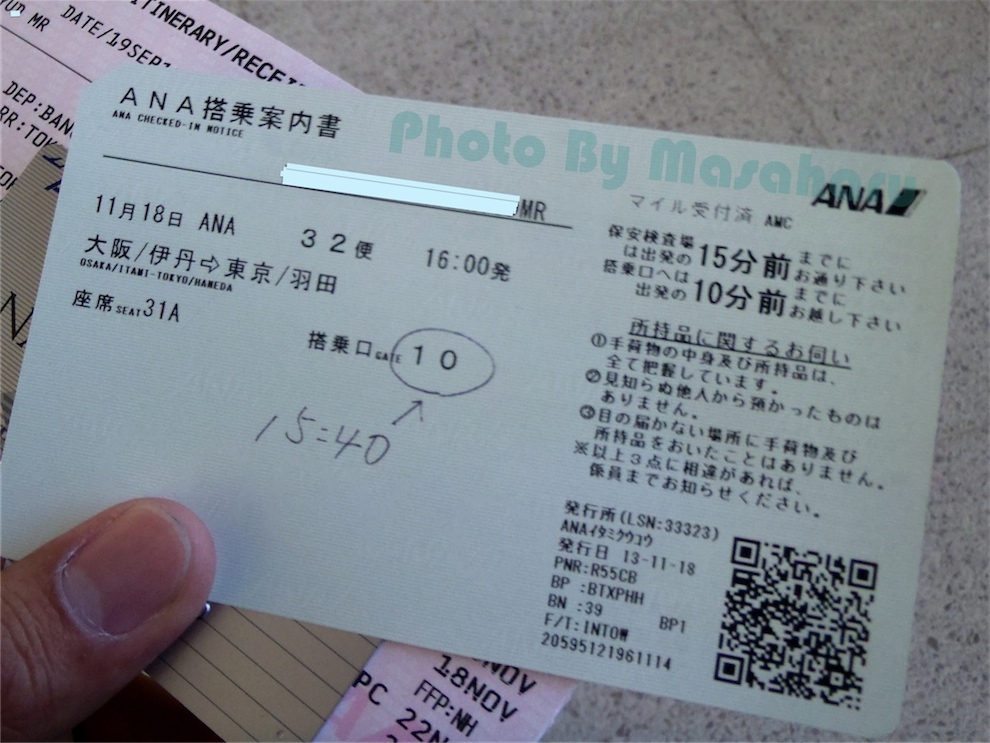 ITINERARY/RECEI
MR DATE/19SEP
DEP:BAN
RR:TO
ANA搭乗案内書
ANA CHECKED-IN NOTICE
Photo By Masaharu
ANA
MR
マイル受付済 AMC
11月18日 ANA 32便 16:00発
大阪/伊丹⇨東京/羽田
OSAKA/ITAMI-TOKYO/HANEDA
座席SEAT31A
搭乗口GATE 10
15:40
保安検査場
は出発の15分前までに
お通り下さい
搭乗口へは
出発の10分前までに
お越し下さい
所持品に関するお伺い
①手荷物の中身及び所持品は、
全て把握しています。
②見知らぬ他人から預かったものは
ありません。
③目の届かない場所に手荷物及び
所持品をおいたことはありません。
※以上3点に相違があれば、
係員までお知らせください。
発行所(LSN:33323)
ANAイタミクウコウ
発行日 13-11-18
PNR:R55CB
BP :BTXPHH
BN :39 BP1
F/T:INTOW
20595121961114
NOV
18NOV
FFP:NH
PC 22N